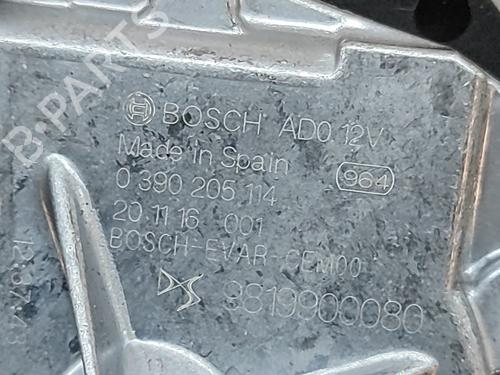 BOSCH ADO 12V
Made in Spain
964
0 390 205 114
20.11.16 001
BOSCH-EVAR-CEM00
9819900080
B-PARTS